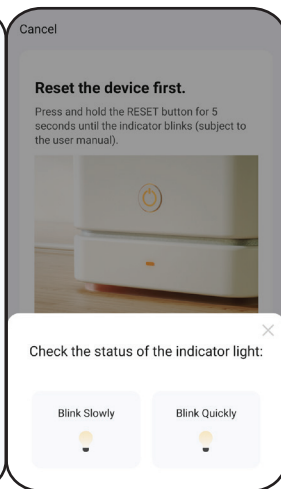 Cancel
Reset the device first.
Press and hold the RESET button for 5
seconds until the indicator blinks (subject to
the user manual).
Check the status of the indicator light:
Blink Slowly
Blink Quickly